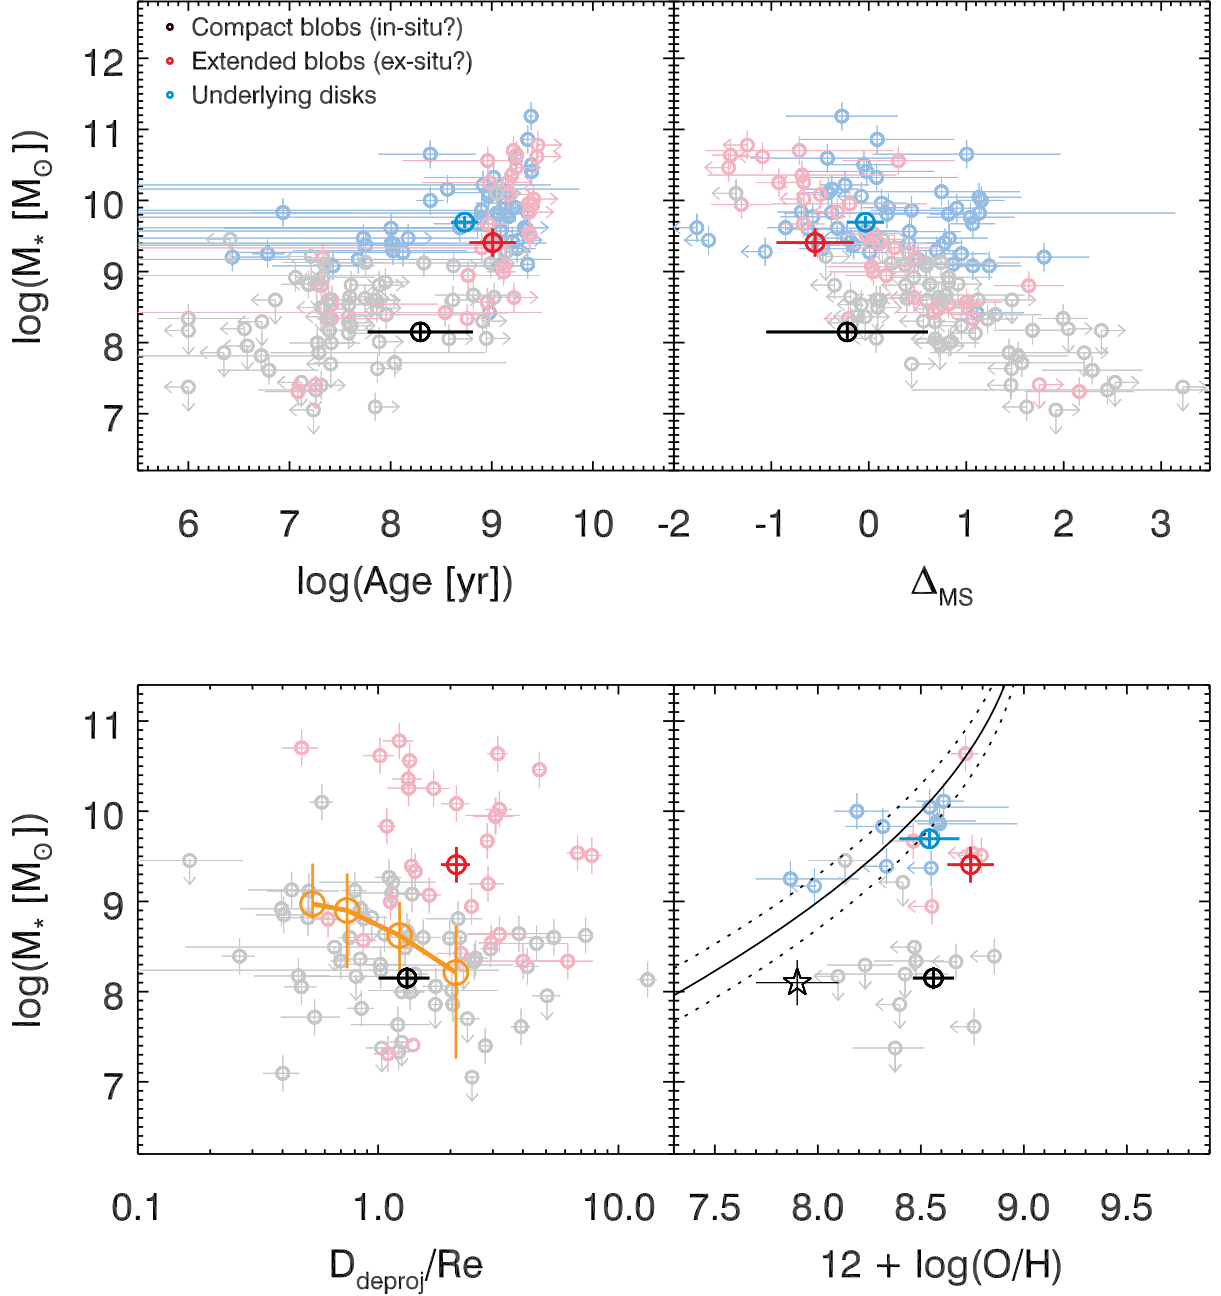 Compact blobs (in-situ?)
Extended blobs (ex-situ?)
Underlying disks
12
11
10
9
8
7
log(M* [M⊙])
6 7 8 9 10
log(Age [yr])
-2 -1 0 1 2 3
ΔMS
11
10
9
8
7
log(M* [M⊙])
0.1 1.0 10.0
Ddeproj/Re
7.5 8.0 8.5 9.0 9.5
12 + log(O/H)